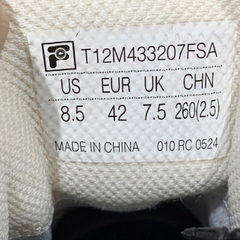 T12M433207FSA
US EUR UK CHN
8.5 42 7.5 260(2.5)
MADE IN CHINA 010 RC 0524